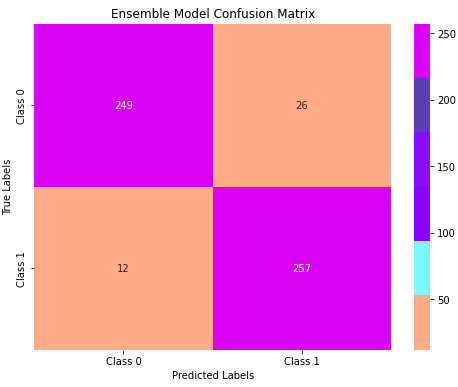 Ensemble Model Confusion Matrix
True Labels
Class 0
249
26
Class 1
12
257
Class 0
Class 1
Predicted Labels
250
200
150
100
50